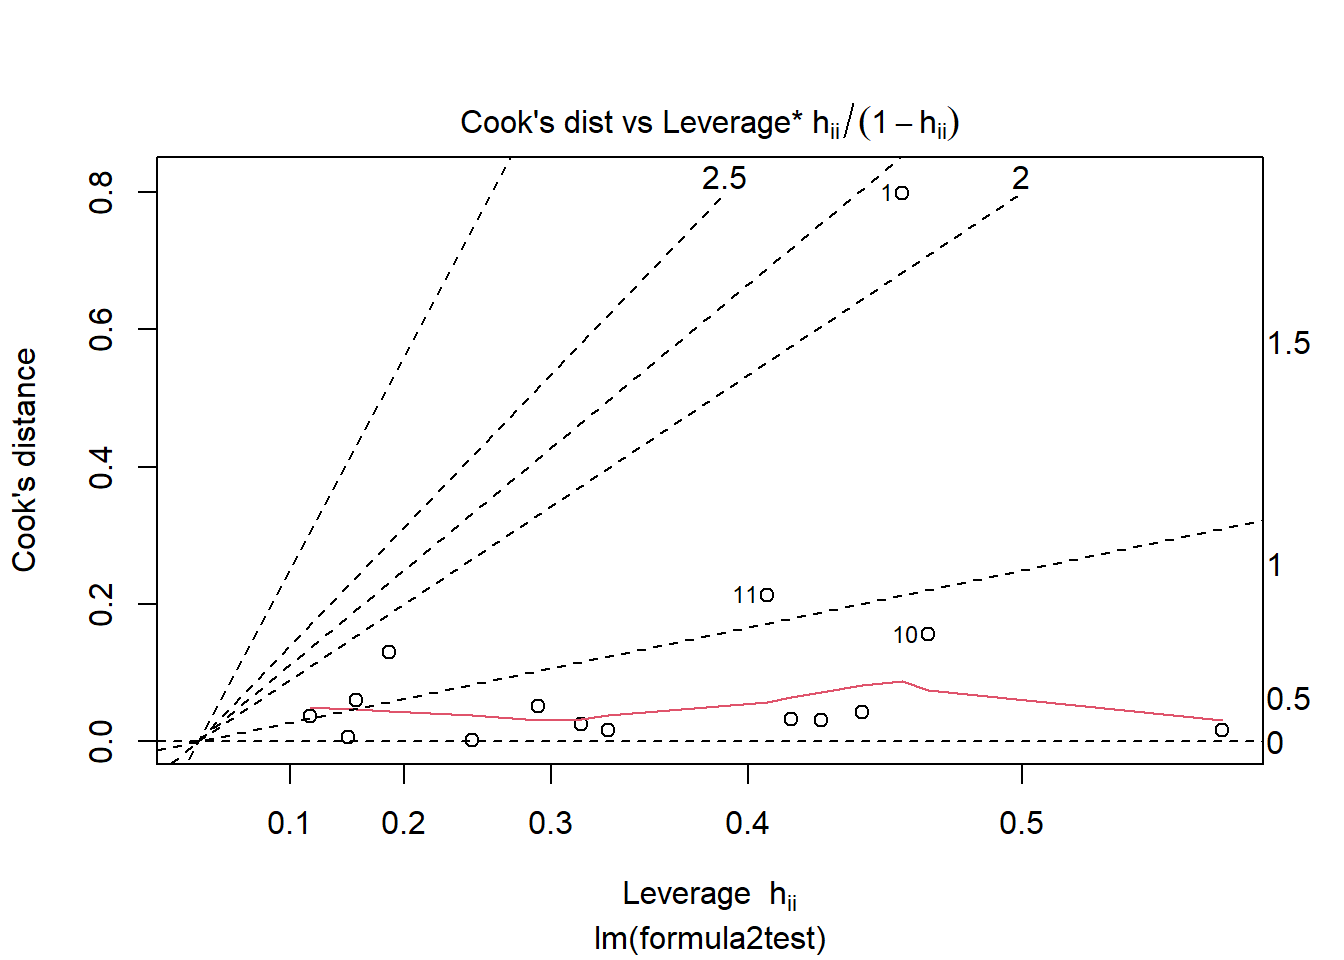 Cook's dist vs Leverage* hii/(1−hii)
2.5
2
1
0.8
0.6
0.4
0.2
0.0
Cook's distance
11
10
1.5
1
0.5
0
0.1 0.2 0.3 0.4 0.5
Leverage hii
lm(formula2test)